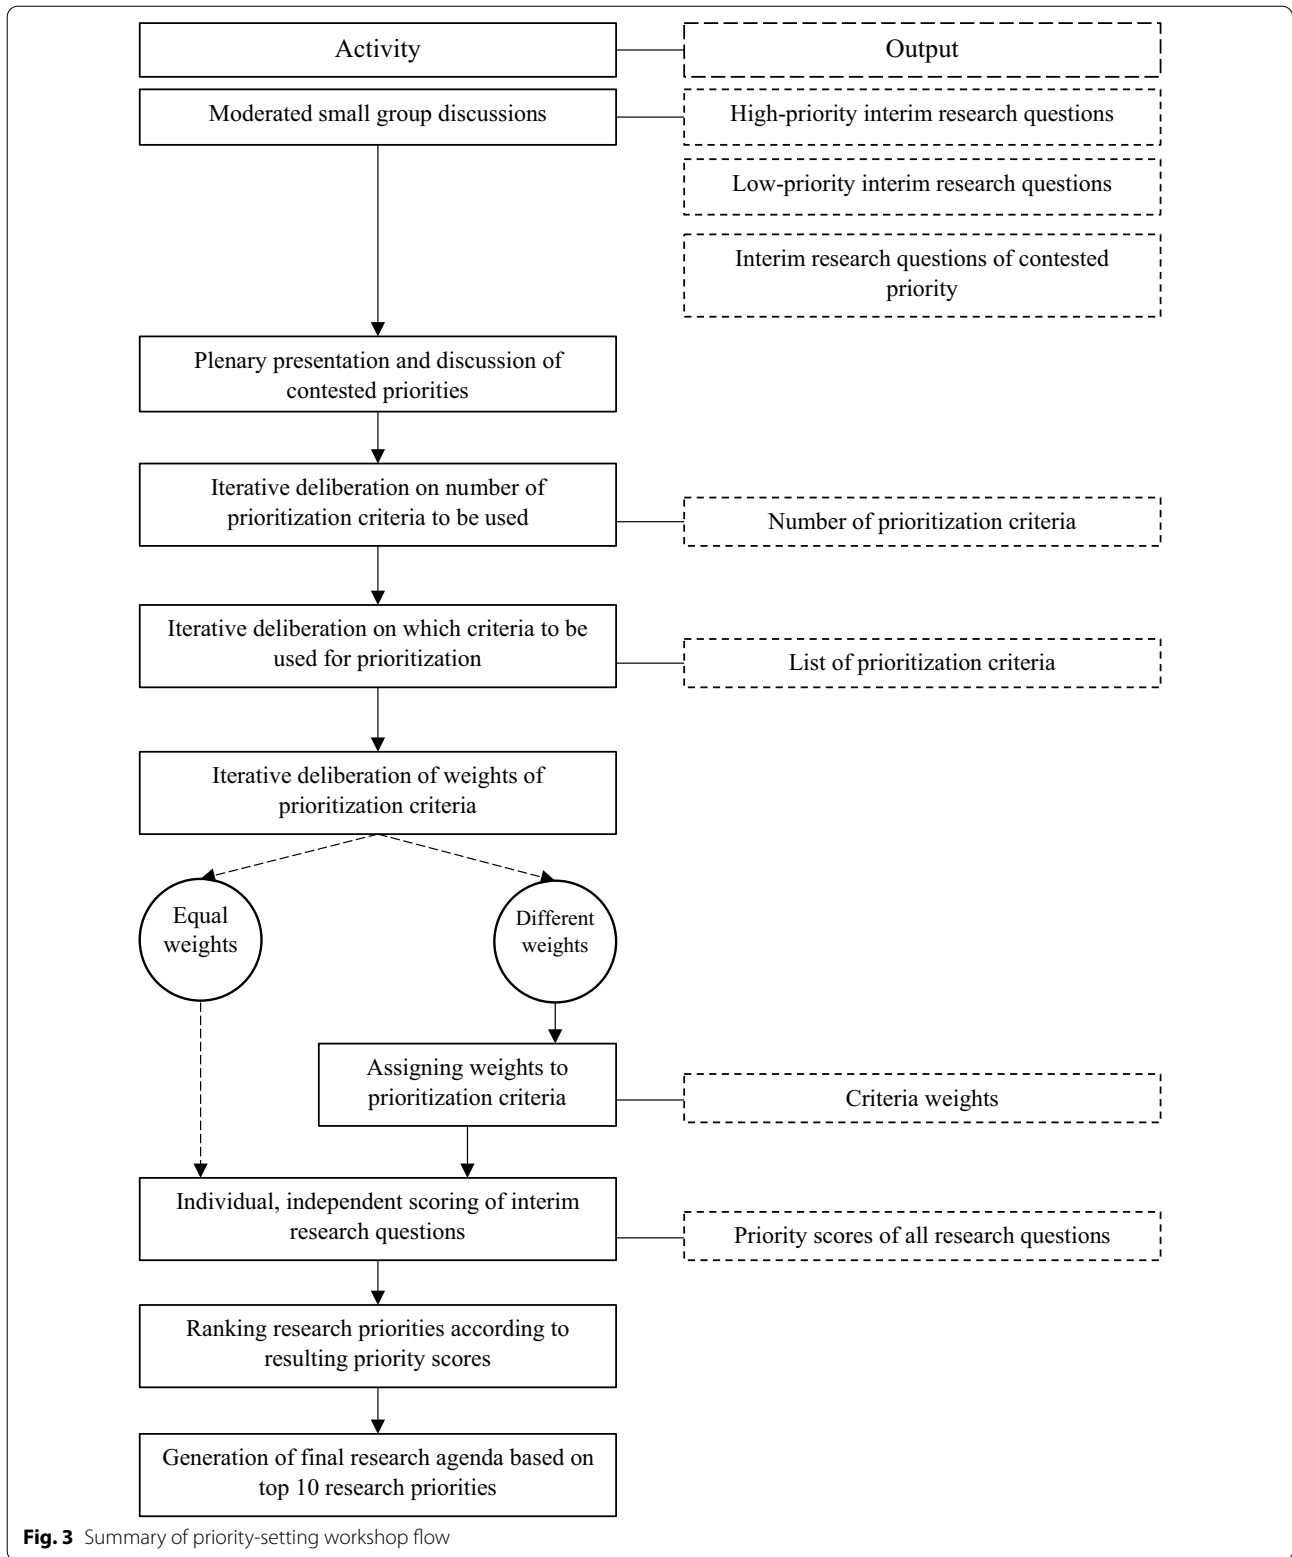 Activity
Output
Moderated small group discussions
High-priority interim research questions
Low-priority interim research questions
Interim research questions of contested
priority
Plenary presentation and discussion of
contested priorities
Iterative deliberation on number of
prioritization criteria to be used
Number of prioritization criteria
Iterative deliberation on which criteria to be
used for prioritization
List of prioritization criteria
Iterative deliberation of weights of
prioritization criteria
Equal
weights
Different
weights
Assigning weights to
prioritization criteria
Criteria weights
Individual, independent scoring of interim
research questions
Priority scores of all research questions
Ranking research priorities according to
resulting priority scores
Generation of final research agenda based on
top 10 research priorities
Fig. 3 Summary of priority-setting workshop flow